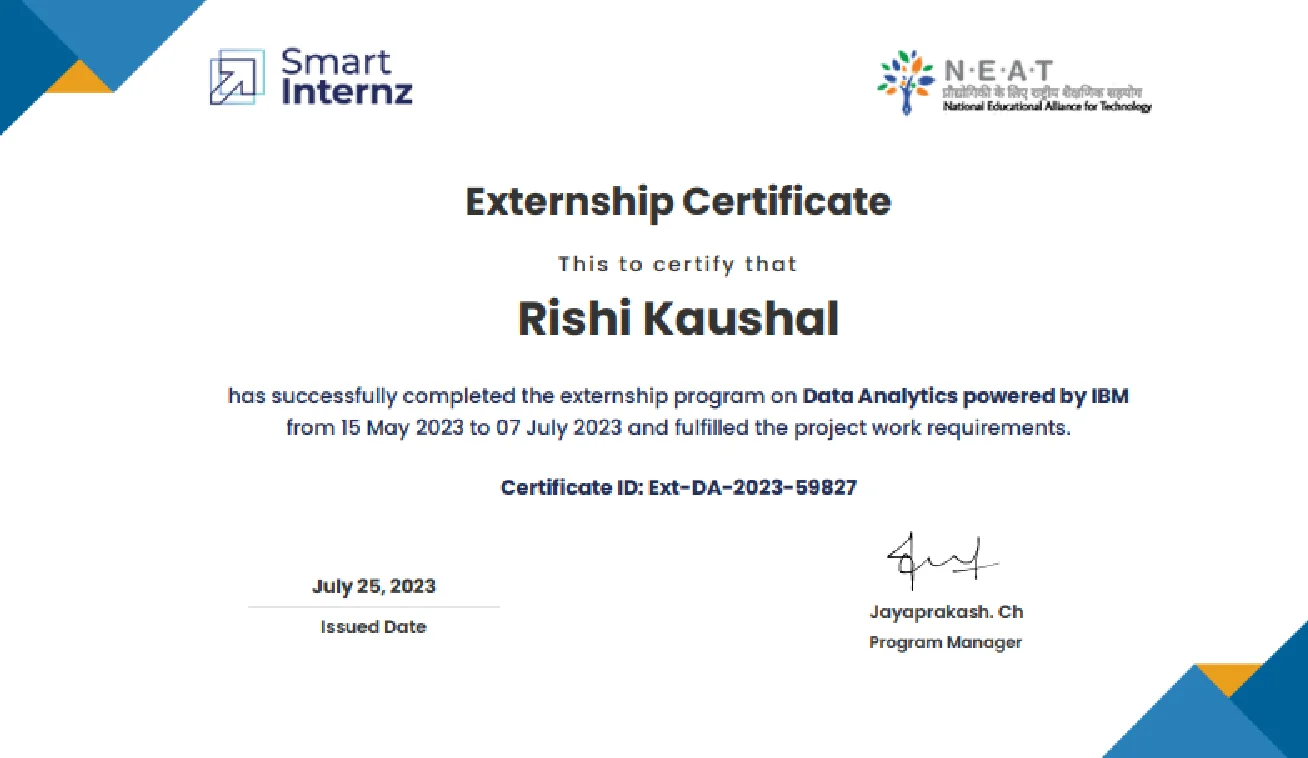 Smart
Internz
N·E·A·T
प्रौद्योगिकी के लिए राष्ट्रीय शैक्षणिक सहयोग
National Educational Alliance for Technology
Externship Certificate
This to certify that
Rishi Kaushal
has successfully completed the externship program on Data Analytics powered by IBM
from 15 May 2023 to 07 July 2023 and fulfilled the project work requirements.
Certificate ID: Ext-DA-2023-59827
July 25, 2023
Issued Date
Jayaprakash. Ch
Program Manager